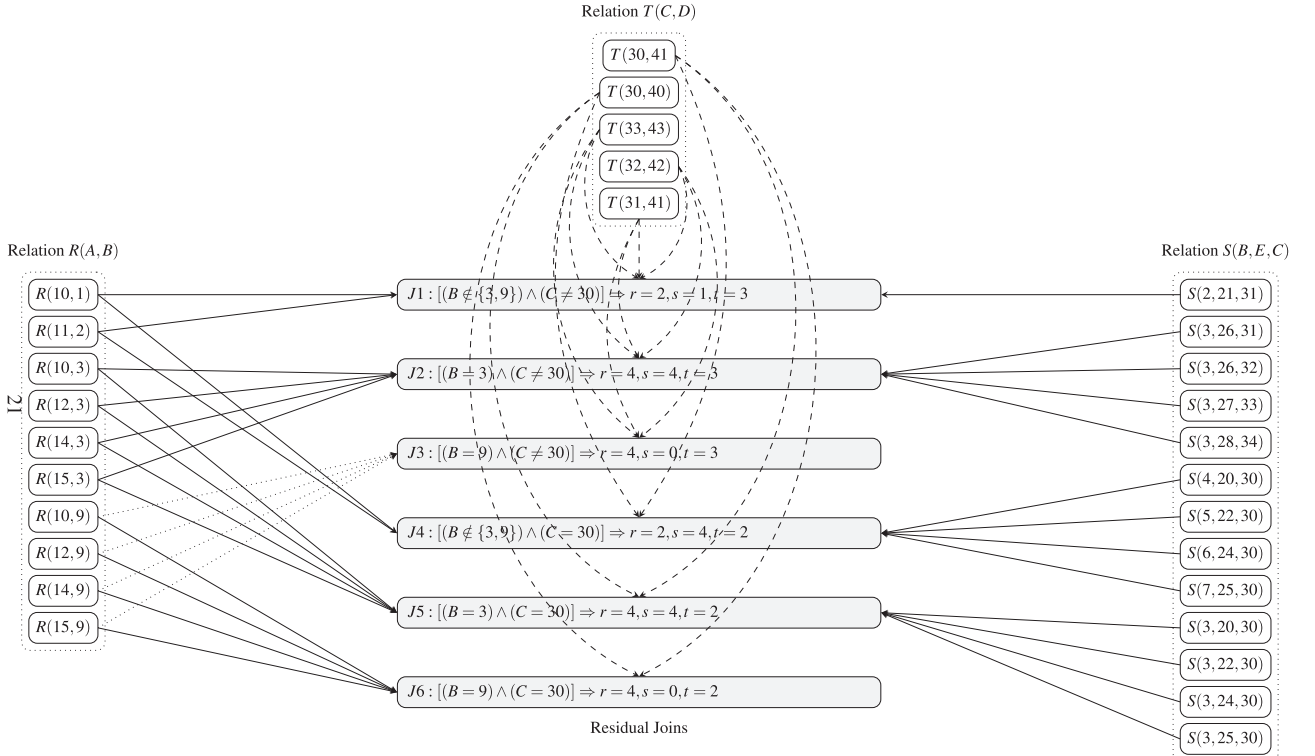 Relation T(C,D)
T(30,41
T(30,40)
T(33,43)
T(32,42)
T(31,41)
Relation R(A,B)
R(10,1)
R(11,2)
R(10,3)
R(12,3)
R(14,3)
R(15,3)
R(10,9)
R(12,9)
R(14,9)
R(15,9)
21
J1 : [(B ∉ {3,9}) ∧ (C ≠ 30)] ⇒ r = 2, s = 1, t = 3
J2 : [(B = 3) ∧ (C ≠ 30)] ⇒ r = 4, s = 4, t = 3
J3 : [(B = 9) ∧ (C ≠ 30)] ⇒ r = 4, s = 0, t = 3
J4 : [(B ∉ {3,9}) ∧ (C = 30)] ⇒ r = 2, s = 4, t = 2
J5 : [(B = 3) ∧ (C = 30)] ⇒ r = 4, s = 4, t = 2
J6 : [(B = 9) ∧ (C = 30)] ⇒ r = 4, s = 0, t = 2
Residual Joins
Relation S(B,E,C)
S(2,21,31)
S(3,26,31)
S(3,26,32)
S(3,27,33)
S(3,28,34)
S(4,20,30)
S(5,22,30)
S(6,24,30)
S(7,25,30)
S(3,20,30)
S(3,22,30)
S(3,24,30)
S(3,25,30)